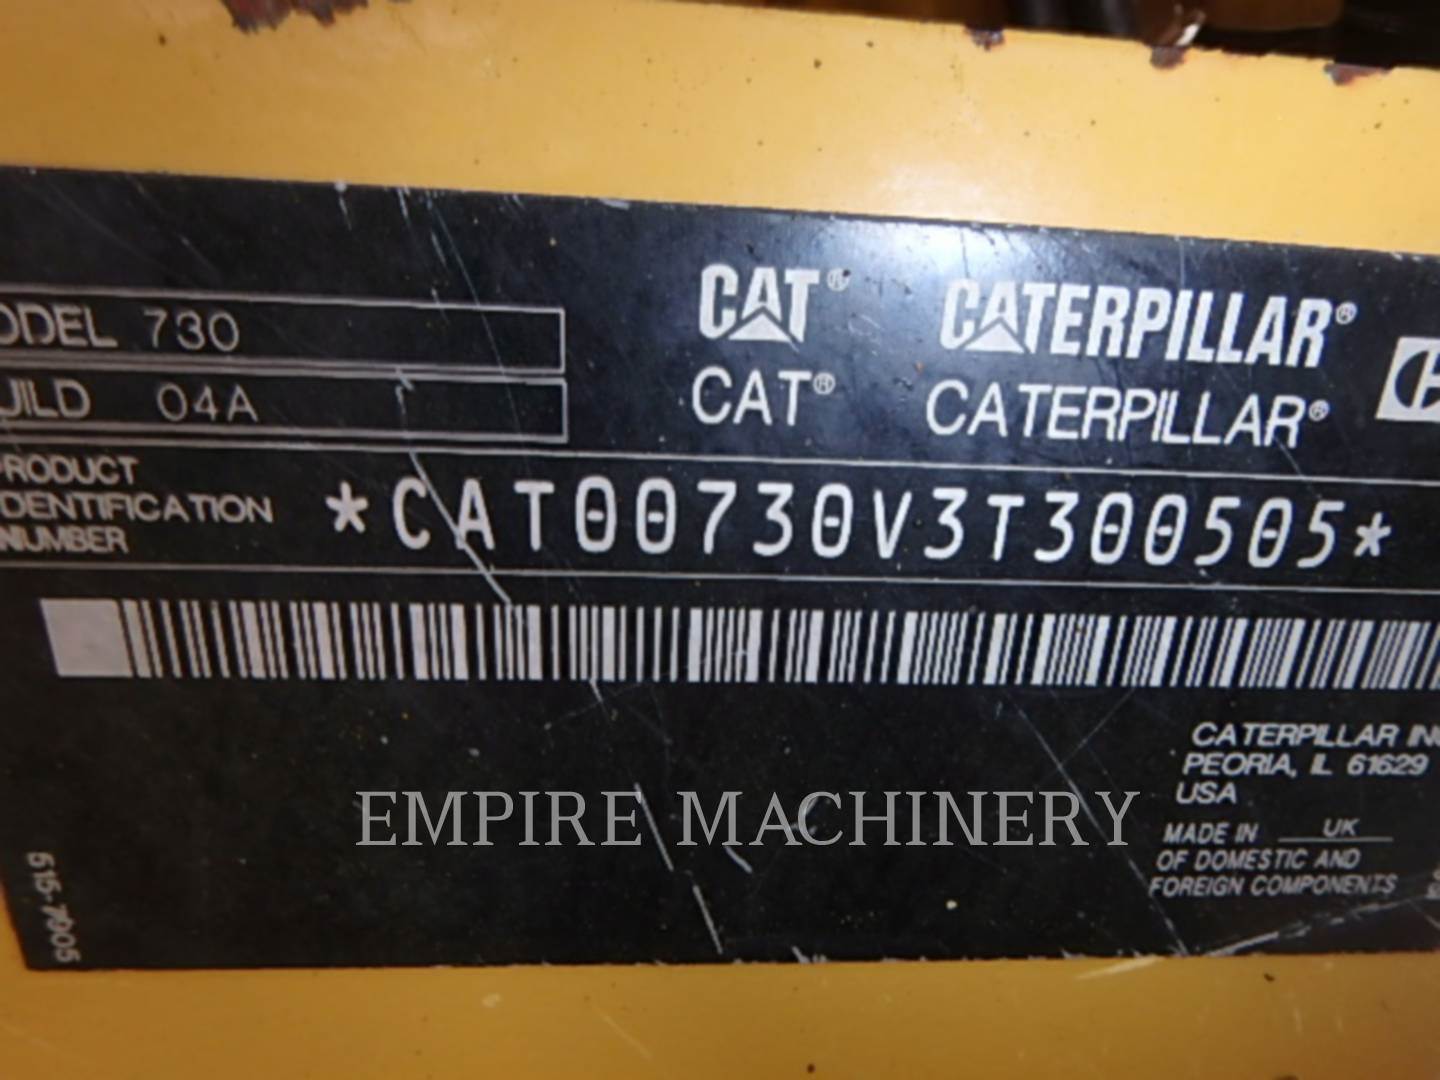 CAT® CATERPILLAR®
ODEL 730
CAT® CATERPILLAR®
UILD 04A
PRODUCT
IDENTIFICATION
NUMBER
*CAT00730V3T300505*
CATERPILLAR INC
PEORIA, IL 61629
USA
MADE IN UK
OF DOMESTIC AND
FOREIGN COMPONENTS
EMPIRE MACHINERY
515-7005